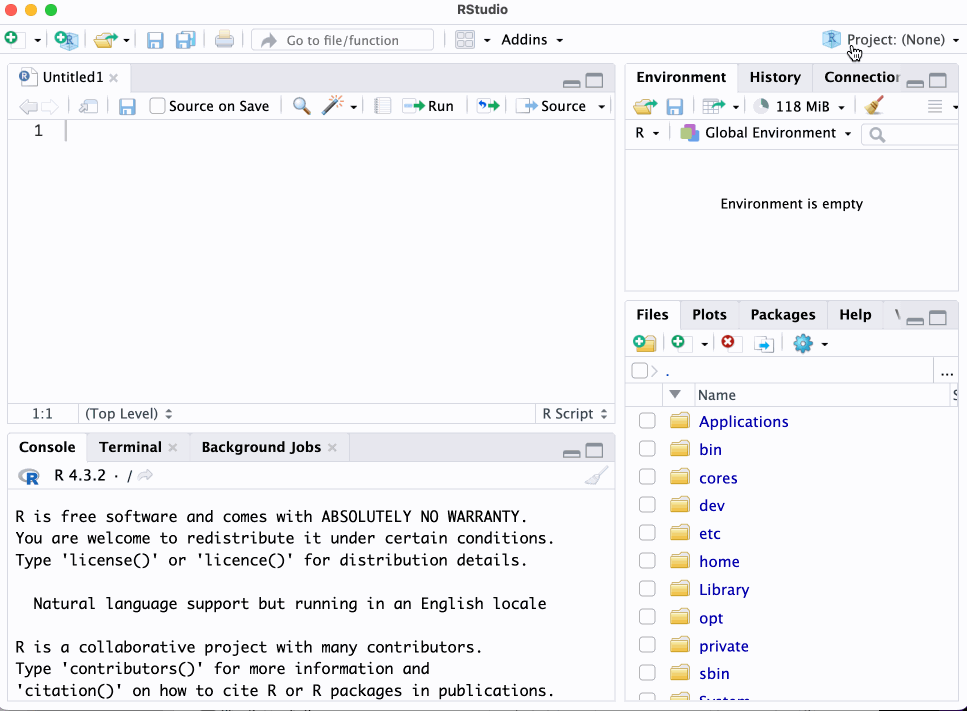 RStudio
Go to file/function
Addins
Project: (None)
Untitled1
Source on Save
Run
Source
1
1:1
(Top Level)
R Script
Console
Terminal
Background Jobs
R 4.3.2 · /
R is free software and comes with ABSOLUTELY NO WARRANTY.
You are welcome to redistribute it under certain conditions.
Type 'license()' or 'licence()' for distribution details.
Natural language support but running in an English locale
R is a collaborative project with many contributors.
Type 'contributors()' for more information and
'citation()' on how to cite R or R packages in publications.
Environment
History
Connection
118 MiB
R
Global Environment
Environment is empty
Files
Plots
Packages
Help
.
...
Name
Applications
bin
cores
dev
etc
home
Library
opt
private
sbin